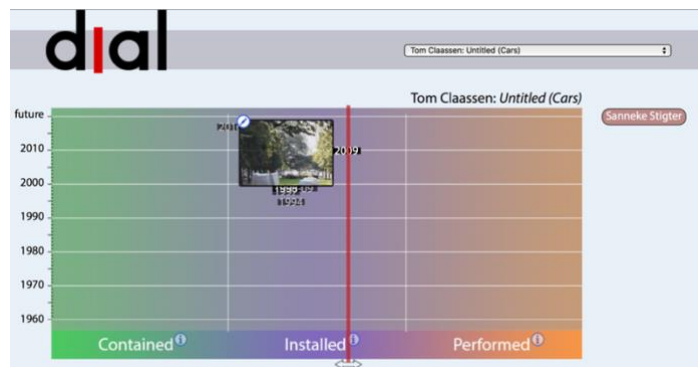 dial
Tom Claassen: Untitled (Cars)
Tom Claassen: Untitled (Cars)
Sanneke Stigter
future
2010
2009
2000
1994
1990
1980
1970
1960
Contained
Installed
Performed